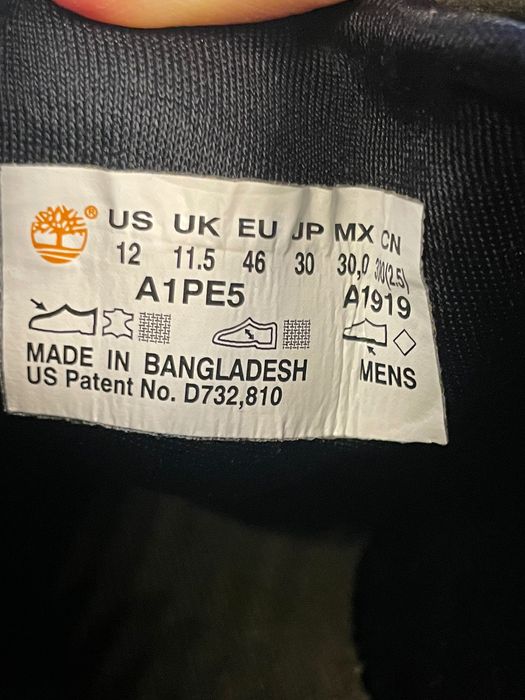 ® US UK EU JP MX CN
12 11.5 46 30 30,0 300(2.5)
A1PE5 A1919
MADE IN BANGLADESH MENS
US Patent No. D732,810